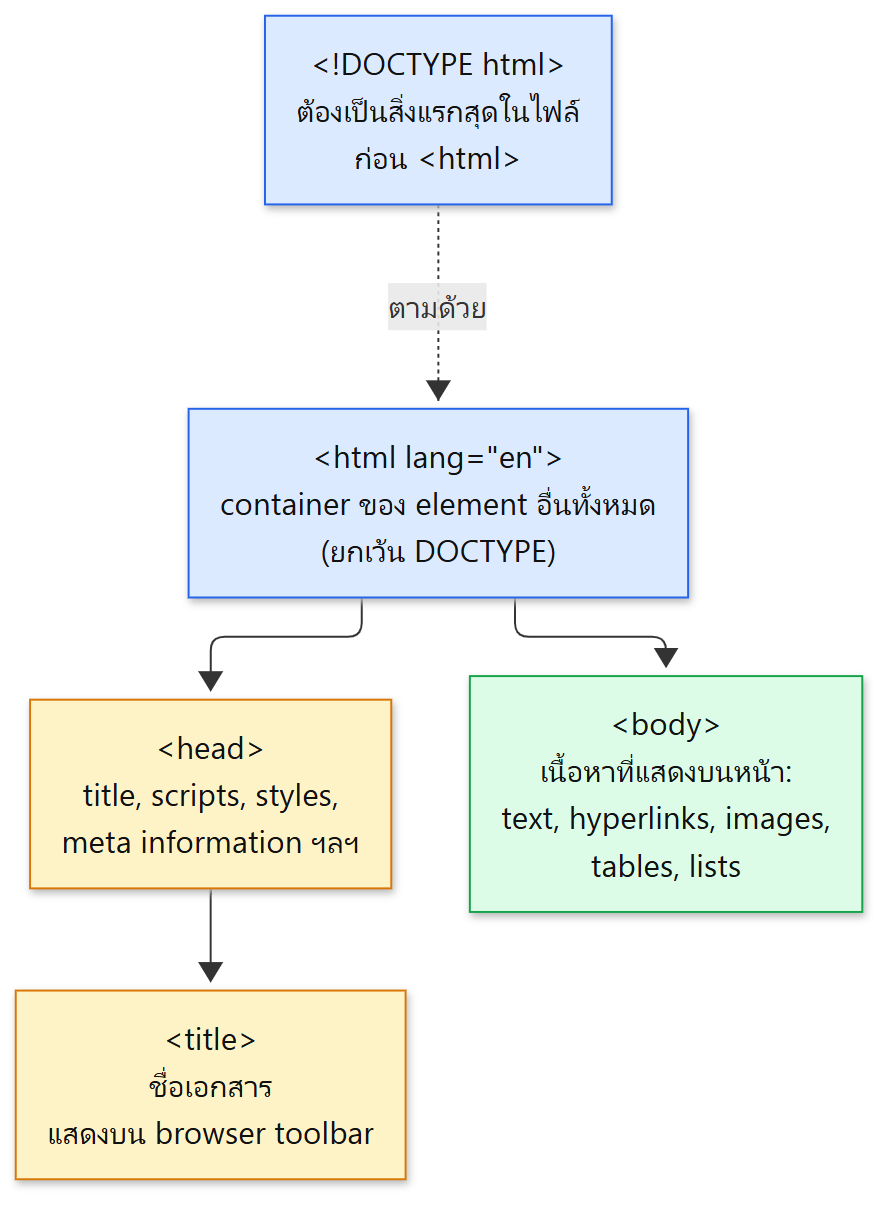 <!DOCTYPE html>
ต้องเป็นสิ่งแรกสุดในไฟล์
ก่อน <html>
ตามด้วย
<html lang="en">
container ของ element อื่นทั้งหมด
(ยกเว้น DOCTYPE)
<head>
title, scripts, styles,
meta information ฯลฯ
<body>
เนื้อหาที่แสดงบนหน้า:
text, hyperlinks, images,
tables, lists
<title>
ชื่อเอกสาร
แสดงบน browser toolbar